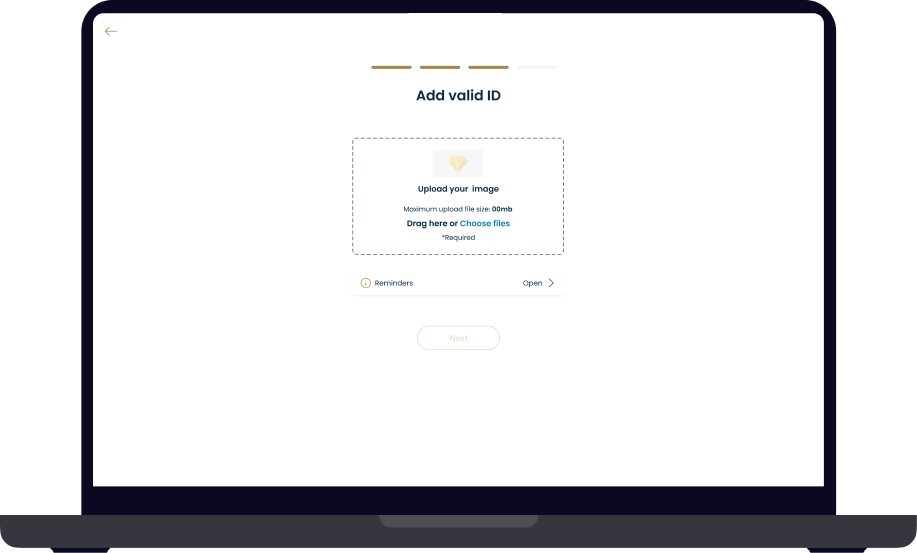 Add valid ID
Upload your image
Maximum upload file size: 00mb
Drag here or Choose files
*Required
Reminders
Open
Next